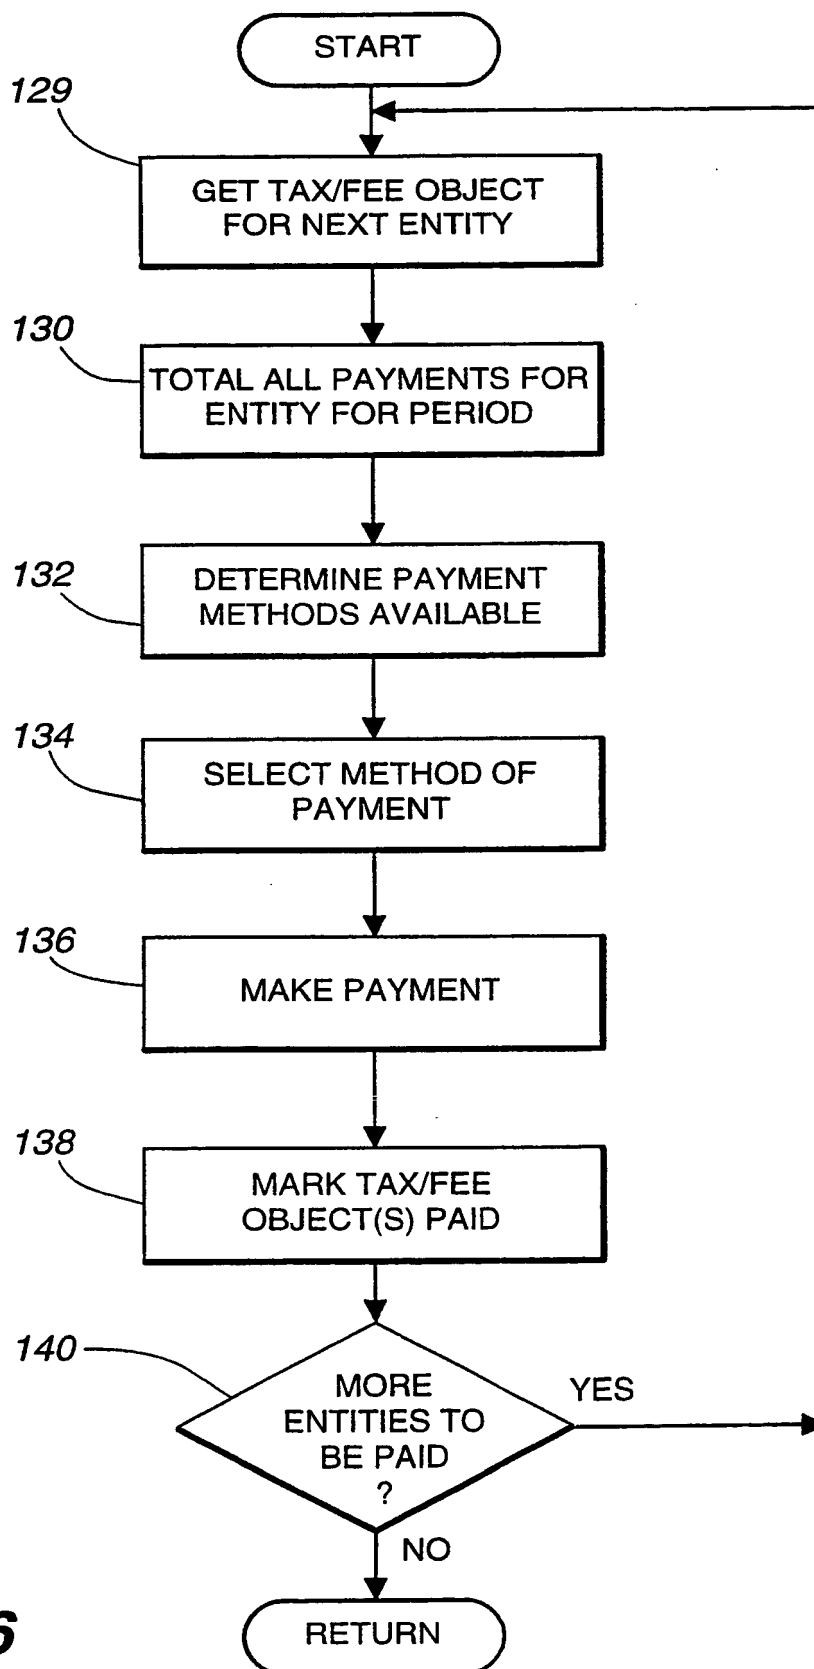 START
129
GET TAX/FEE OBJECT
FOR NEXT ENTITY
130
TOTAL ALL PAYMENTS FOR
ENTITY FOR PERIOD
132
DETERMINE PAYMENT
METHODS AVAILABLE
134
SELECT METHOD OF
PAYMENT
136
MAKE PAYMENT
138
MARK TAX/FEE
OBJECT(S) PAID
140
MORE
ENTITIES TO
BE PAID
?
YES
NO
RETURN
6